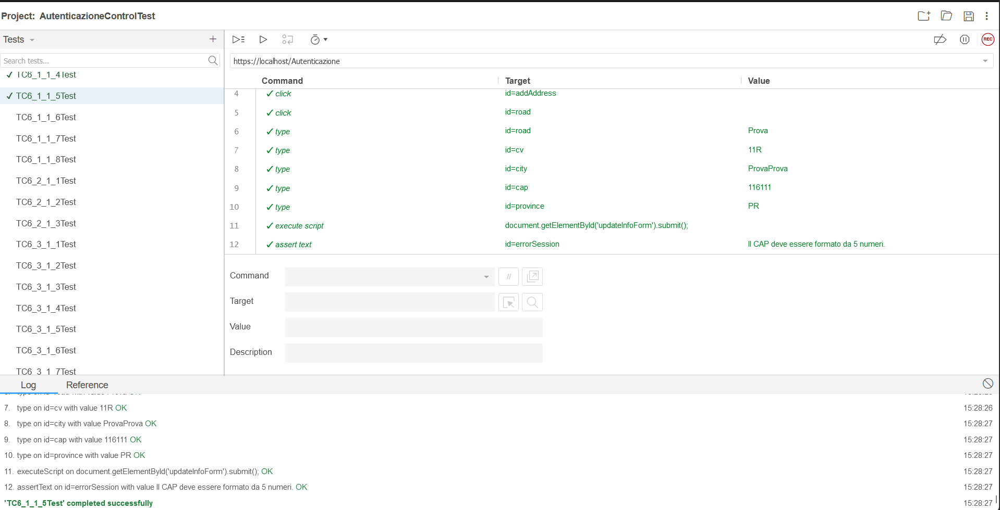 Project: AutenticazioneControlTest
Tests
Search tests...
TC6_1_1_4Test
TC6_1_1_5Test
TC6_1_1_6Test
TC6_1_1_7Test
TC6_1_1_8Test
TC6_2_1_1Test
TC6_2_1_2Test
TC6_2_1_3Test
TC6_3_1_1Test
TC6_3_1_2Test
TC6_3_1_3Test
TC6_3_1_4Test
TC6_3_1_5Test
TC6_3_1_6Test
TC6_3_1_7Test
REC
https://localhost/Autenticazione
Command Target Value
4 ✓ click id=addAddress
5 ✓ click id=road
6 ✓ type id=road Prova
7 ✓ type id=cv 11R
8 ✓ type id=city ProvaProva
9 ✓ type id=cap 116111
10 ✓ type id=province PR
11 ✓ execute script document.getElementById('updateInfoForm').submit();
12 ✓ assert text id=errorSession Il CAP deve essere formato da 5 numeri.
Command //
Target
Value
Description
Log Reference
7. type on id=cv with value 11R OK 15:28:26
8. type on id=city with value ProvaProva OK 15:28:27
9. type on id=cap with value 116111 OK 15:28:27
10. type on id=province with value PR OK 15:28:27
11. executeScript on document.getElementById('updateInfoForm').submit(); OK 15:28:27
12. assertText on id=errorSession with value Il CAP deve essere formato da 5 numeri. OK 15:28:27
'TC6_1_1_5Test' completed successfully 15:28:27